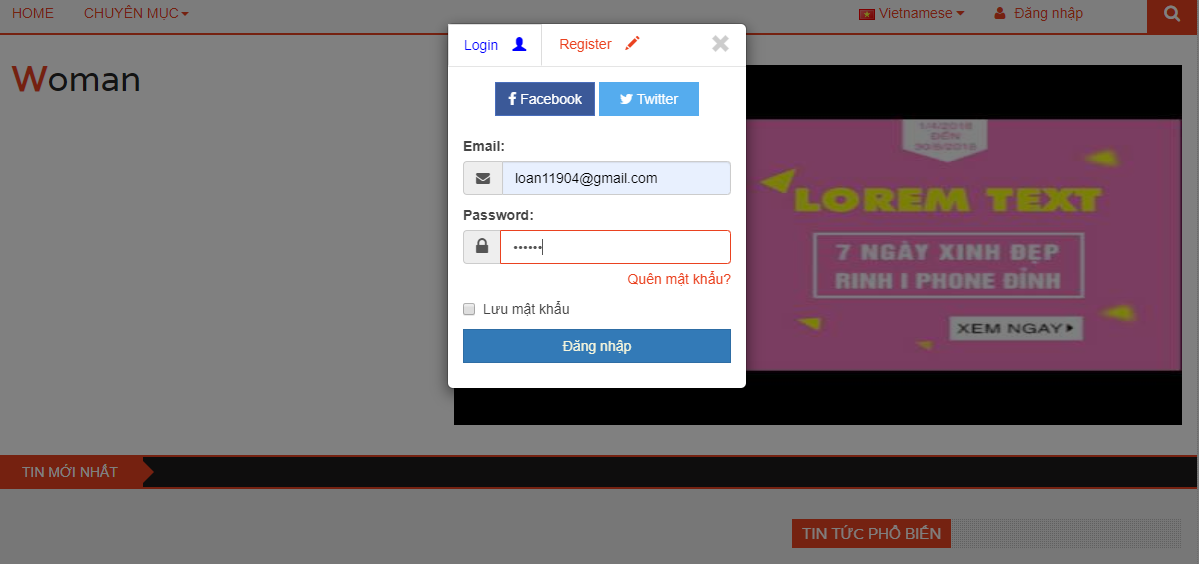 HOME CHUYÊN MỤC Vietnamese Đăng nhập
Login Register
Woman
Facebook Twitter
Email:
loan11904@gmail.com
Password:
••••••
Quên mật khẩu?
Lưu mật khẩu
Đăng nhập
1/4/2018
ĐẾN
30/5/2018
LOREM TEXT
7 NGÀY XINH ĐẸP
RINH I PHONE ĐỈNH
XEM NGAY
TIN MỚI NHẤT
TIN TỨC PHỔ BIẾN